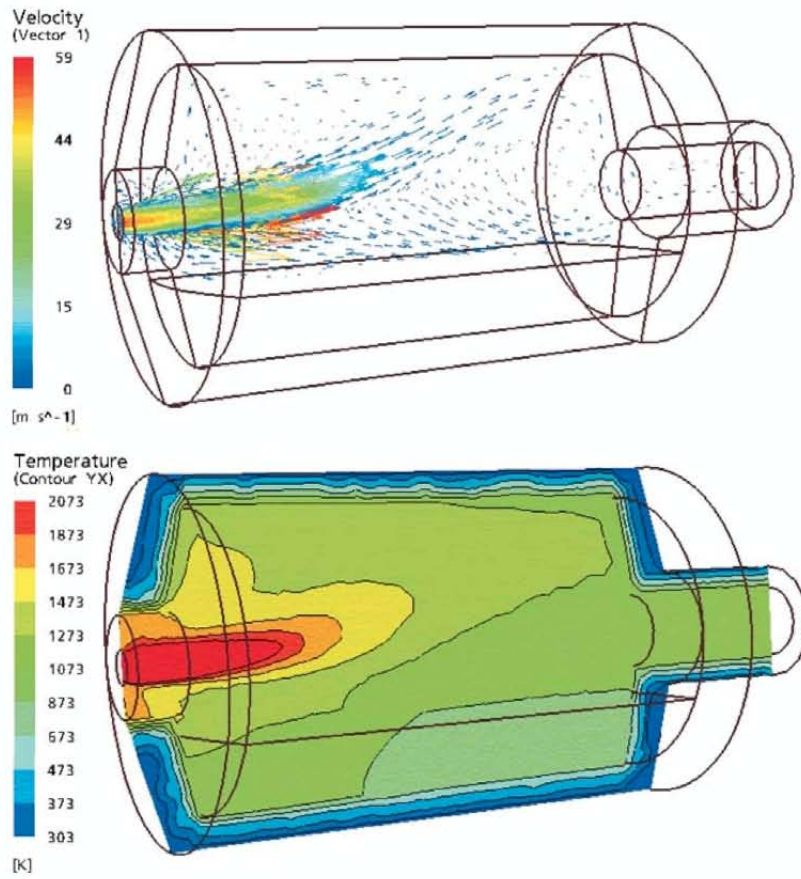 Velocity
(Vector 1)
59
44
29
15
0
[m s^-1]
Temperature
(Contour YX)
2073
1873
1673
1473
1273
1073
873
673
473
373
303
[K]